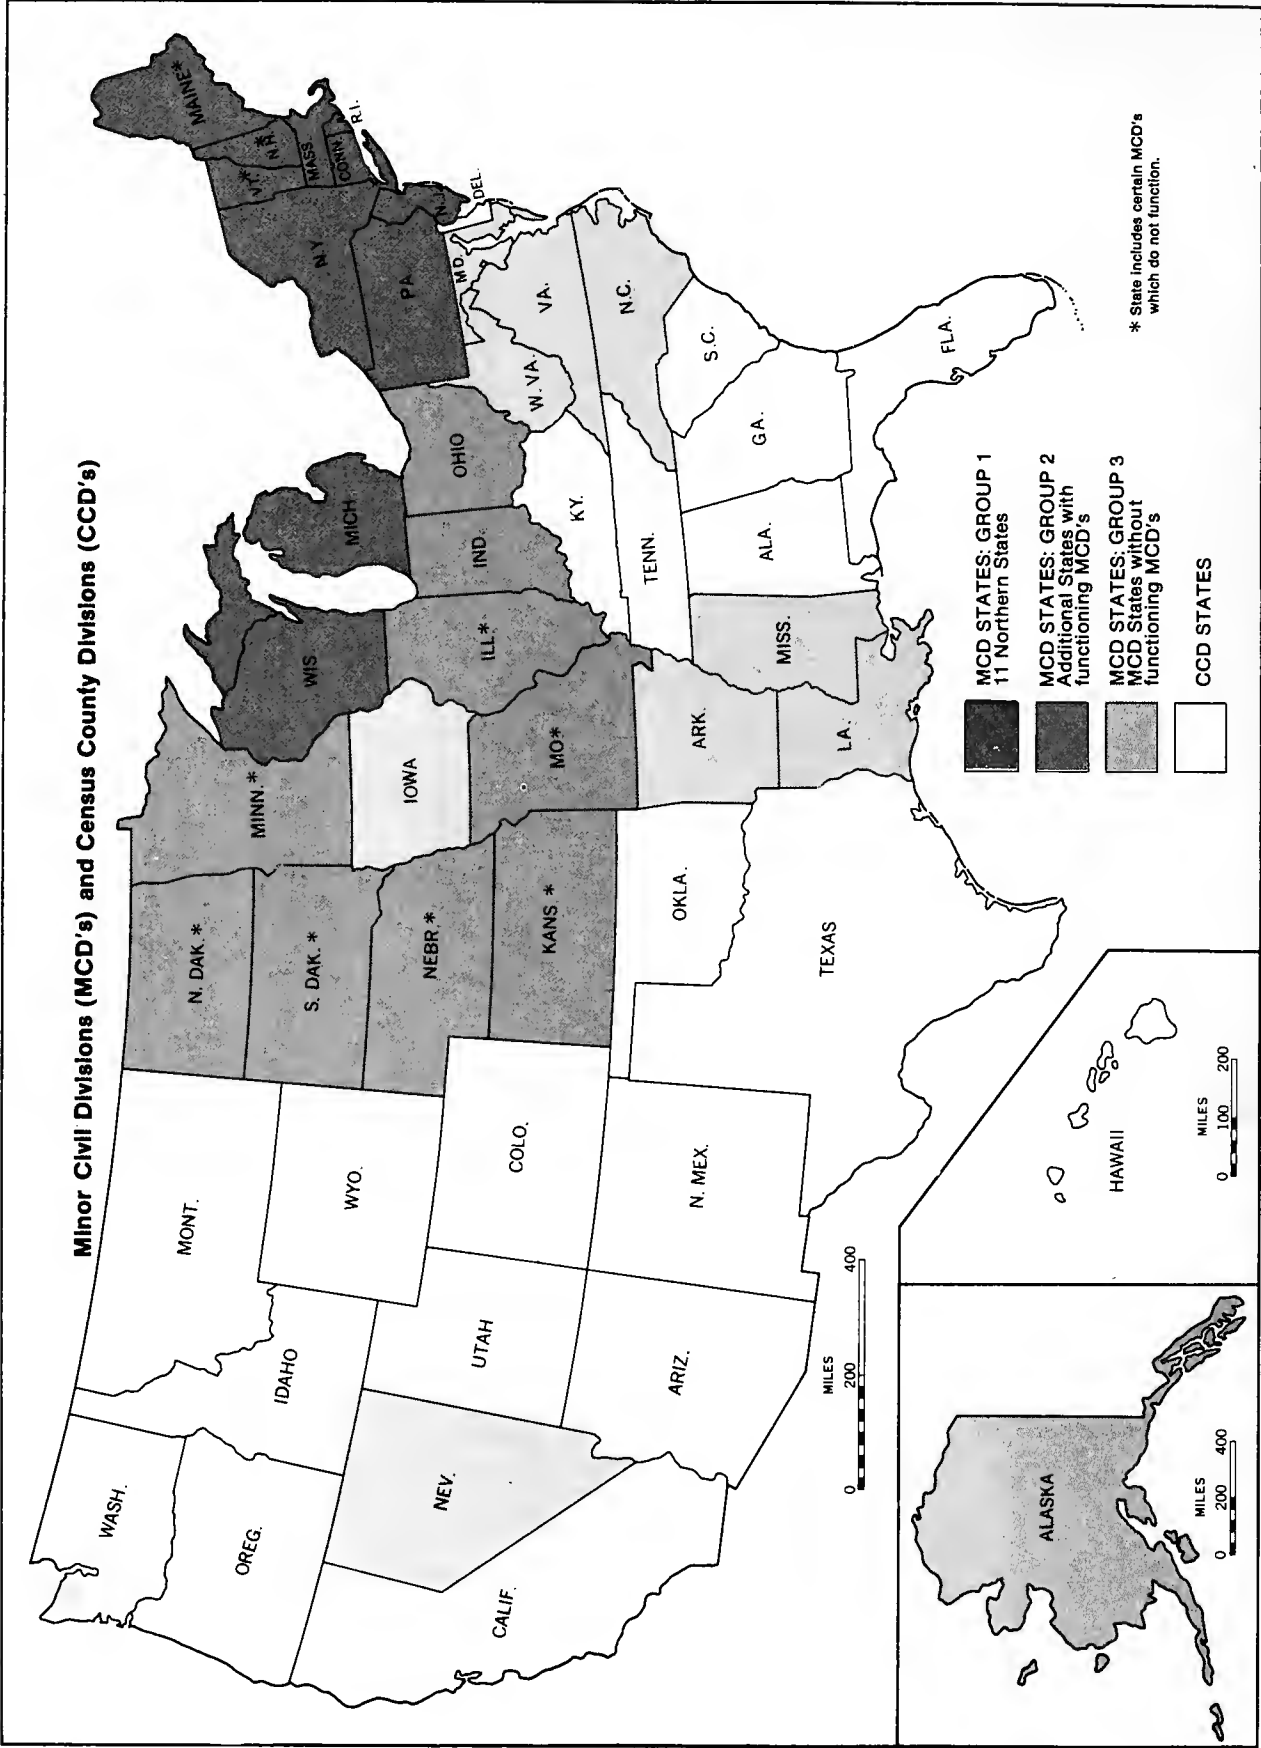 Minor Civil Divisions (MCD's) and Census County Divisions (CCD's)
WASH.
MONT.
N. DAK.*
MINN.*
WIS
MICH
N.Y
VT.*
N.H.*
MAINE*
MASS.
CONN.
R.I.
OREG.
IDAHO
WYO.
S. DAK.*
IOWA
ILL*
IND.
OHIO
PA
N.J.
DEL.
MD.
NEV.
UTAH
COLO.
NEBR.*
KANS.*
MO*
KY.
W. VA.
VA.
CALIF.
ARIZ.
N. MEX.
OKLA.
ARK.
TENN.
N.C.
S.C.
TEXAS
LA.
MISS.
ALA.
GA.
FLA.
MILES
0 200 400
ALASKA
MILES
0 200 400
HAWAII
MILES
0 100 200
MCD STATES: GROUP 1
11 Northern States
MCD STATES: GROUP 2
Additional States with
functioning MCD's
MCD STATES: GROUP 3
MCD States without
functioning MCD's
CCD STATES
* State includes certain MCD's
which do not function.